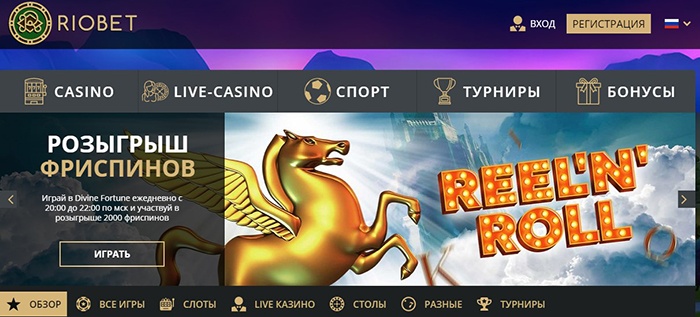 RIOBET
ВХОД
РЕГИСТРАЦИЯ
CASINO
LIVE-CASINO
СПОРТ
ТУРНИРЫ
БОНУСЫ
РОЗЫГРЫШ
ФРИСПИНОВ
Играй в Divine Fortune ежедневно с
20:00 до 22:00 по мск и участвуй в
розыгрыше 2000 фриспинов
ИГРАТЬ
REEL'N'
ROLL
ОБЗОР
ВСЕ ИГРЫ
СЛОТЫ
LIVE КАЗИНО
СТОЛЫ
РАЗНЫЕ
ТУРНИРЫ